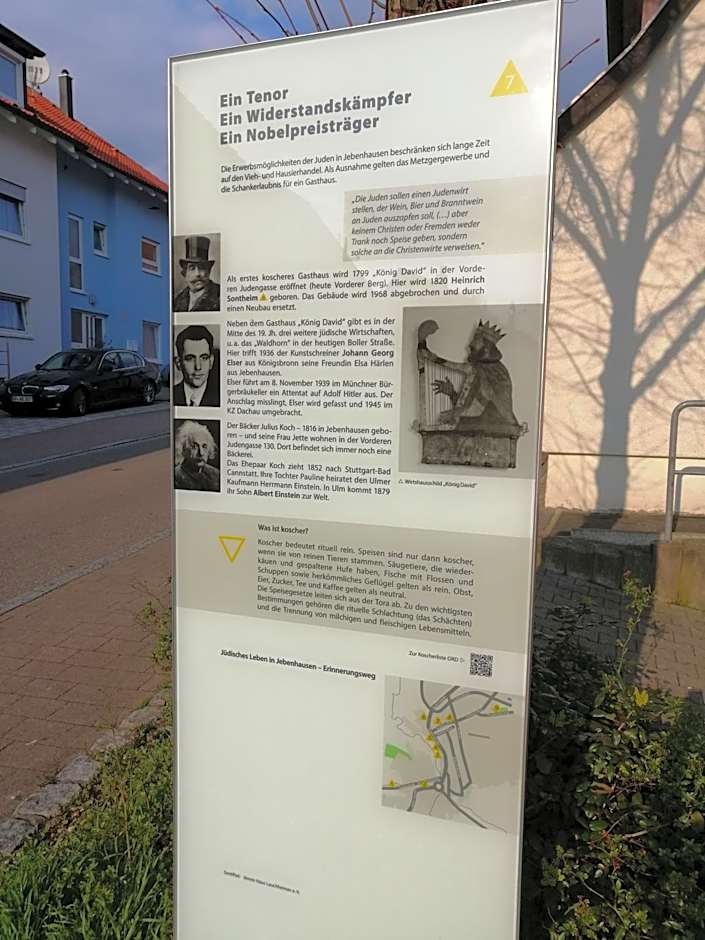 7
Ein Tenor
Ein Widerstandskämpfer
Ein Nobelpreisträger
Die Erwerbsmöglichkeiten der Juden in Jebenhausen beschränken sich lange Zeit
auf den Vieh- und Hausierhandel. Als Ausnahme gelten das Metzgergewerbe und
die Schankerlaubnis für ein Gasthaus.
„Die Juden sollen einen Judenwirt
stellen, der Wein, Bier und Branntwein
an Juden auszapfen soll, (…) aber
keinem Christen oder Fremden weder
Trank noch Speise geben, sondern
solche an die Christenwirte verweisen.“
Als erstes koscheres Gasthaus wird 1799 „König David“ in der Vorde-
ren Judengasse eröffnet (heute Vorderer Berg). Hier wird 1820 Heinrich
Sontheim geboren. Das Gebäude wird 1968 abgebrochen und durch
einen Neubau ersetzt.
Neben dem Gasthaus „König David“ gibt es in der
Mitte des 19. Jh. drei weitere jüdische Wirtschaften,
u. a. das „Waldhorn“ in der heutigen Boller Straße.
Hier trifft 1936 der Kunstschreiner Johann Georg
Elser aus Königsbronn seine Freundin Elsa Härlen
aus Jebenhausen.
Elser führt am 8. November 1939 im Münchner Bür-
gerbräukeller ein Attentat auf Adolf Hitler aus. Der
Anschlag misslingt, Elser wird gefasst und 1945 im
KZ Dachau umgebracht.
Der Bäcker Julius Koch – 1816 in Jebenhausen gebo-
ren – und seine Frau Jette wohnen in der Vorderen
Judengasse 130. Dort befindet sich immer noch eine
Bäckerei.
Das Ehepaar Koch zieht 1852 nach Stuttgart-Bad
Cannstatt. Ihre Tochter Pauline heiratet den Ulmer
Kaufmann Herrmann Einstein. In Ulm kommt 1879
ihr Sohn Albert Einstein zur Welt.
△ Wirtshausschild „König David“
Was ist koscher?
Koscher bedeutet rituell rein. Speisen sind nur dann koscher,
wenn sie von reinen Tieren stammen. Säugetiere, die wieder-
käuen und gespaltene Hufe haben, Fische mit Flossen und
Schuppen sowie herkömmliches Geflügel gelten als rein. Obst,
Eier, Zucker, Tee und Kaffee gelten als neutral.
Die Speisegesetze leiten sich aus der Tora ab. Zu den wichtigsten
Bestimmungen gehören die rituelle Schlachtung (das Schächten)
und die Trennung von milchigen und fleischigen Lebensmitteln.
Zur Koscherliste ORD ▷
Jüdisches Leben in Jebenhausen – Erinnerungsweg